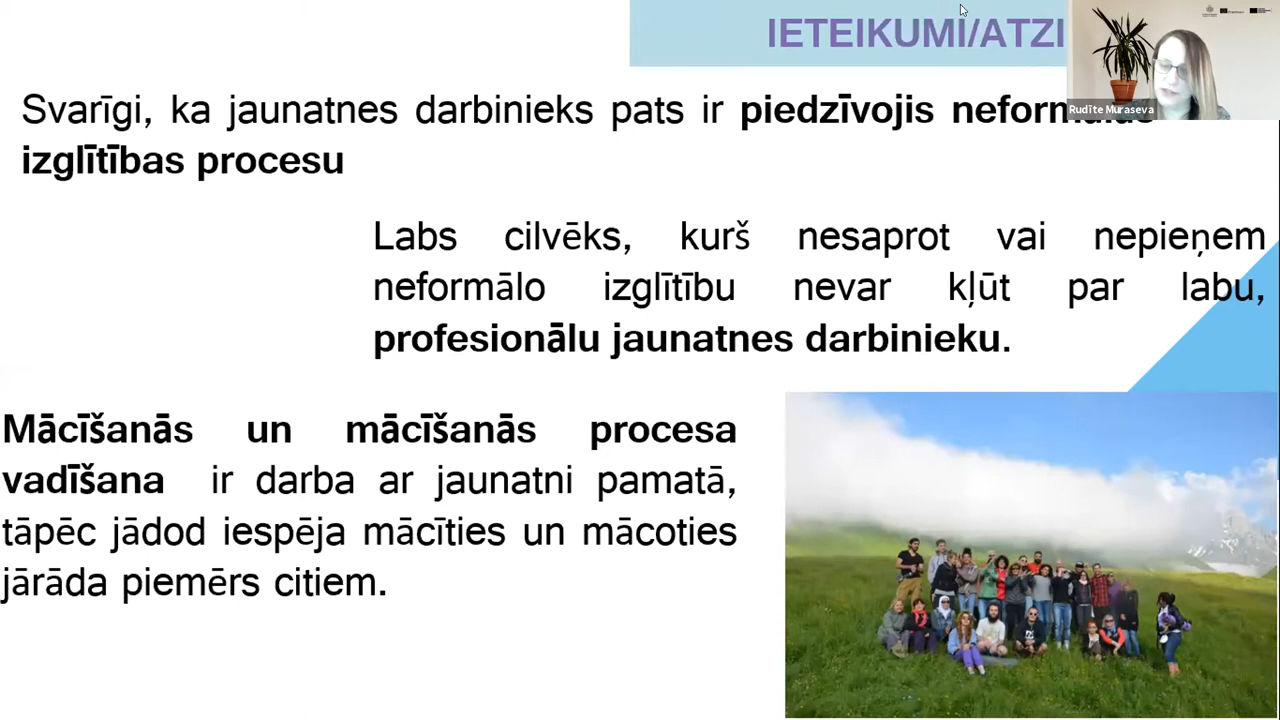 IETEIKUMI/ATZI
Rudīte Muraseva
Svarīgi, ka jaunatnes darbinieks pats ir piedzīvojis neformālās
izglītības procesu
Labs cilvēks, kurš nesaprot vai nepieņem
neformālo izglītību nevar kļūt par labu,
profesionālu jaunatnes darbinieku.
Mācīšanās un mācīšanās procesa
vadīšana ir darba ar jaunatni pamatā,
tāpēc jādod iespēja mācīties un mācoties
jārāda piemērs citiem.